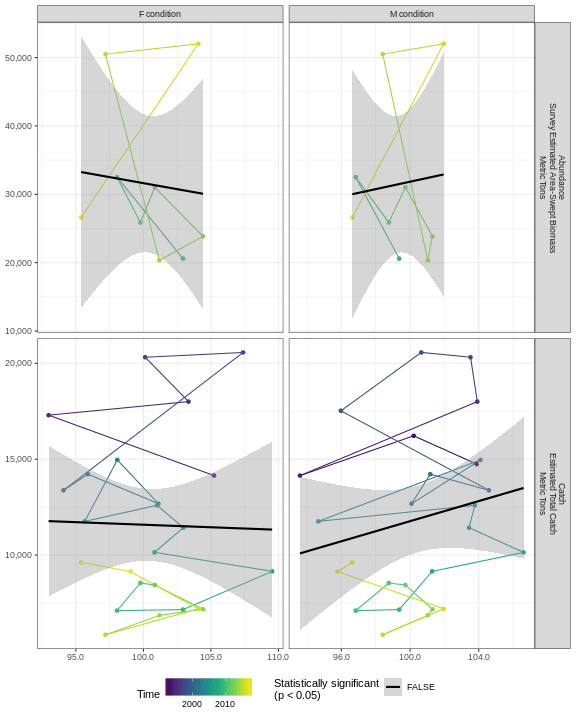 F condition
M condition
50,000
40,000
30,000
20,000
10,000
Abundance
Survey Estimated Area-Swept Biomass
Metric Tons
20,000
15,000
10,000
Catch
Estimated Total Catch
Metric Tons
95.0
100.0
105.0
110.0
96.0
100.0
104.0
Time
2000
2010
Statistically significant
(p < 0.05)
FALSE